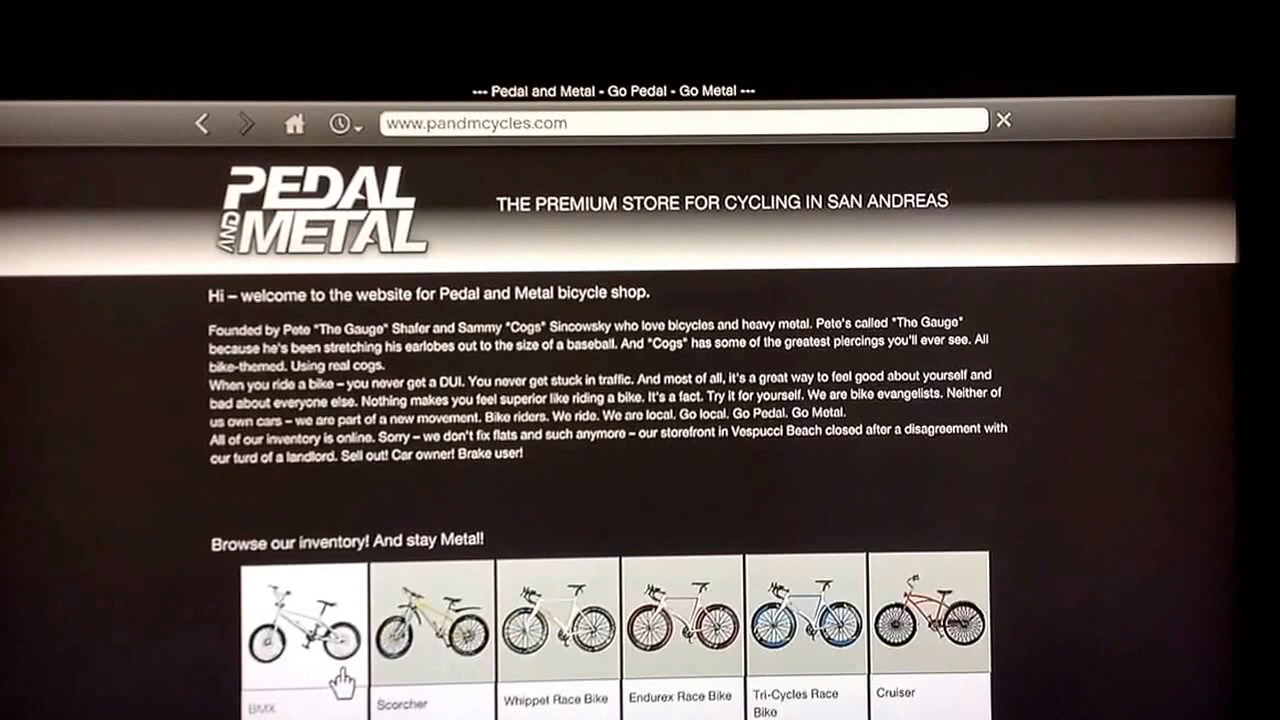 --- Pedal and Metal - Go Pedal - Go Metal ---
www.pandmcycles.com
PEDAL
AND
METAL
THE PREMIUM STORE FOR CYCLING IN SAN ANDREAS
Hi – welcome to the website for Pedal and Metal bicycle shop.
Founded by Pete "The Gauge" Shafer and Sammy "Cogs" Sincowsky who love bicycles and heavy metal. Pete's called "The Gauge"
because he's been stretching his earlobes out to the size of a baseball. And "Cogs" has some of the greatest piercings you'll ever see. All
bike-themed. Using real cogs.
When you ride a bike – you never get a DUI. You never get stuck in traffic. And most of all, it's a great way to feel good about yourself and
bad about everyone else. Nothing makes you feel superior like riding a bike. It's a fact. Try it for yourself. We are bike evangelists. Neither of
us own cars – we are part of a new movement. Bike riders. We ride. We are local. Go local. Go Pedal. Go Metal.
All of our inventory is online. Sorry – we don't fix flats and such anymore – our storefront in Vespucci Beach closed after a disagreement with
our turd of a landlord. Sell out! Car owner! Brake user!
Browse our inventory! And stay Metal!
BMX
Scorcher
Whippet Race Bike
Endurex Race Bike
Tri-Cycles Race
Bike
Cruiser